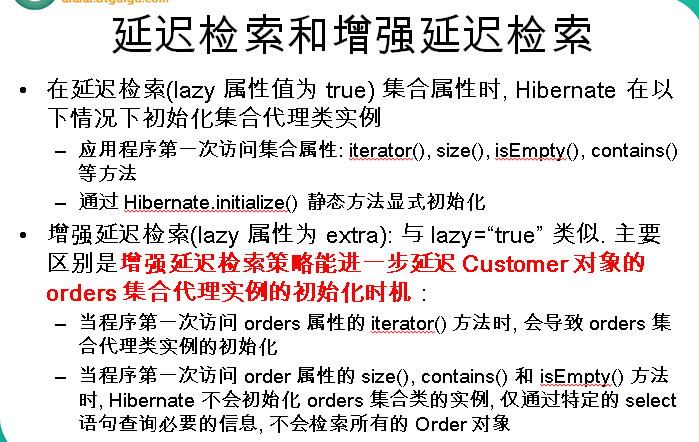 www.atguigu.com
延迟检索和增强延迟检索
• 在延迟检索(lazy 属性值为 true) 集合属性时, Hibernate 在以
下情况下初始化集合代理类实例
– 应用程序第一次访问集合属性: iterator(), size(), isEmpty(), contains()
等方法
– 通过 Hibernate.initialize() 静态方法显式初始化
• 增强延迟检索(lazy 属性为 extra): 与 lazy=“true” 类似. 主要
区别是增强延迟检索策略能进一步延迟 Customer 对象的
orders 集合代理实例的初始化时机：
– 当程序第一次访问 orders 属性的 iterator() 方法时, 会导致 orders 集
合代理类实例的初始化
– 当程序第一次访问 order 属性的 size(), contains() 和 isEmpty() 方法
时, Hibernate 不会初始化 orders 集合类的实例, 仅通过特定的 select
语句查询必要的信息, 不会检索所有的 Order 对象